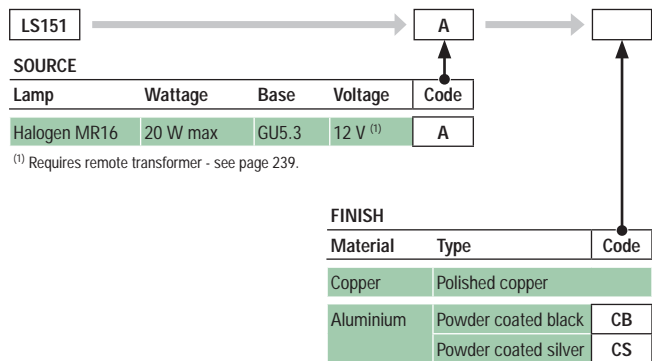 LS151 A
SOURCE
Lamp Wattage Base Voltage Code
Halogen MR16 20 W max GU5.3 12 V (1) A
(1) Requires remote transformer - see page 239.
FINISH
Material Type Code
Copper Polished copper
Aluminium Powder coated black CB
Powder coated silver CS